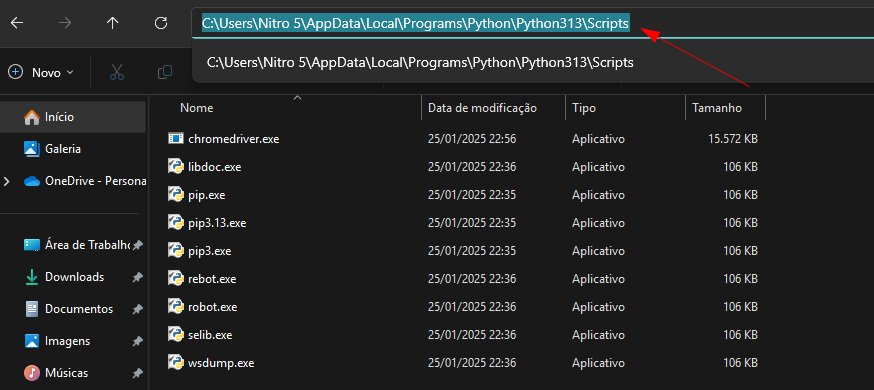 C:\Users\Nitro 5\AppData\Local\Programs\Python\Python313\Scripts
C:\Users\Nitro 5\AppData\Local\Programs\Python\Python313\Scripts
Novo
Nome Data de modificação Tipo Tamanho
Início
Galeria
OneDrive - Persona
Área de Trabalho
Downloads
Documentos
Imagens
Músicas
chromedriver.exe 25/01/2025 22:56 Aplicativo 15.572 KB
libdoc.exe 25/01/2025 22:36 Aplicativo 106 KB
pip.exe 25/01/2025 22:35 Aplicativo 106 KB
pip3.13.exe 25/01/2025 22:35 Aplicativo 106 KB
pip3.exe 25/01/2025 22:35 Aplicativo 106 KB
rebot.exe 25/01/2025 22:36 Aplicativo 106 KB
robot.exe 25/01/2025 22:36 Aplicativo 106 KB
selib.exe 25/01/2025 22:36 Aplicativo 106 KB
wsdump.exe 25/01/2025 22:36 Aplicativo 106 KB